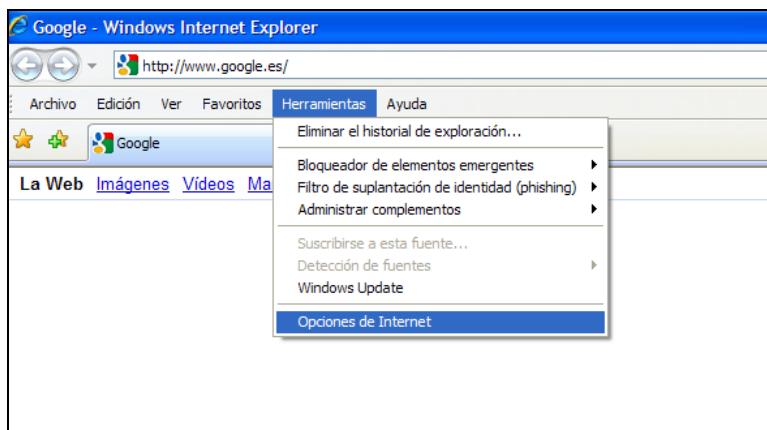 Google - Windows Internet Explorer
http://www.google.es/
Archivo Edición Ver Favoritos Herramientas Ayuda
Google
Eliminar el historial de exploración...
Bloqueador de elementos emergentes
Filtro de suplantación de identidad (phishing)
Administrar complementos
Suscribirse a esta fuente...
Detección de fuentes
Windows Update
Opciones de Internet
La Web Imágenes Vídeos Ma